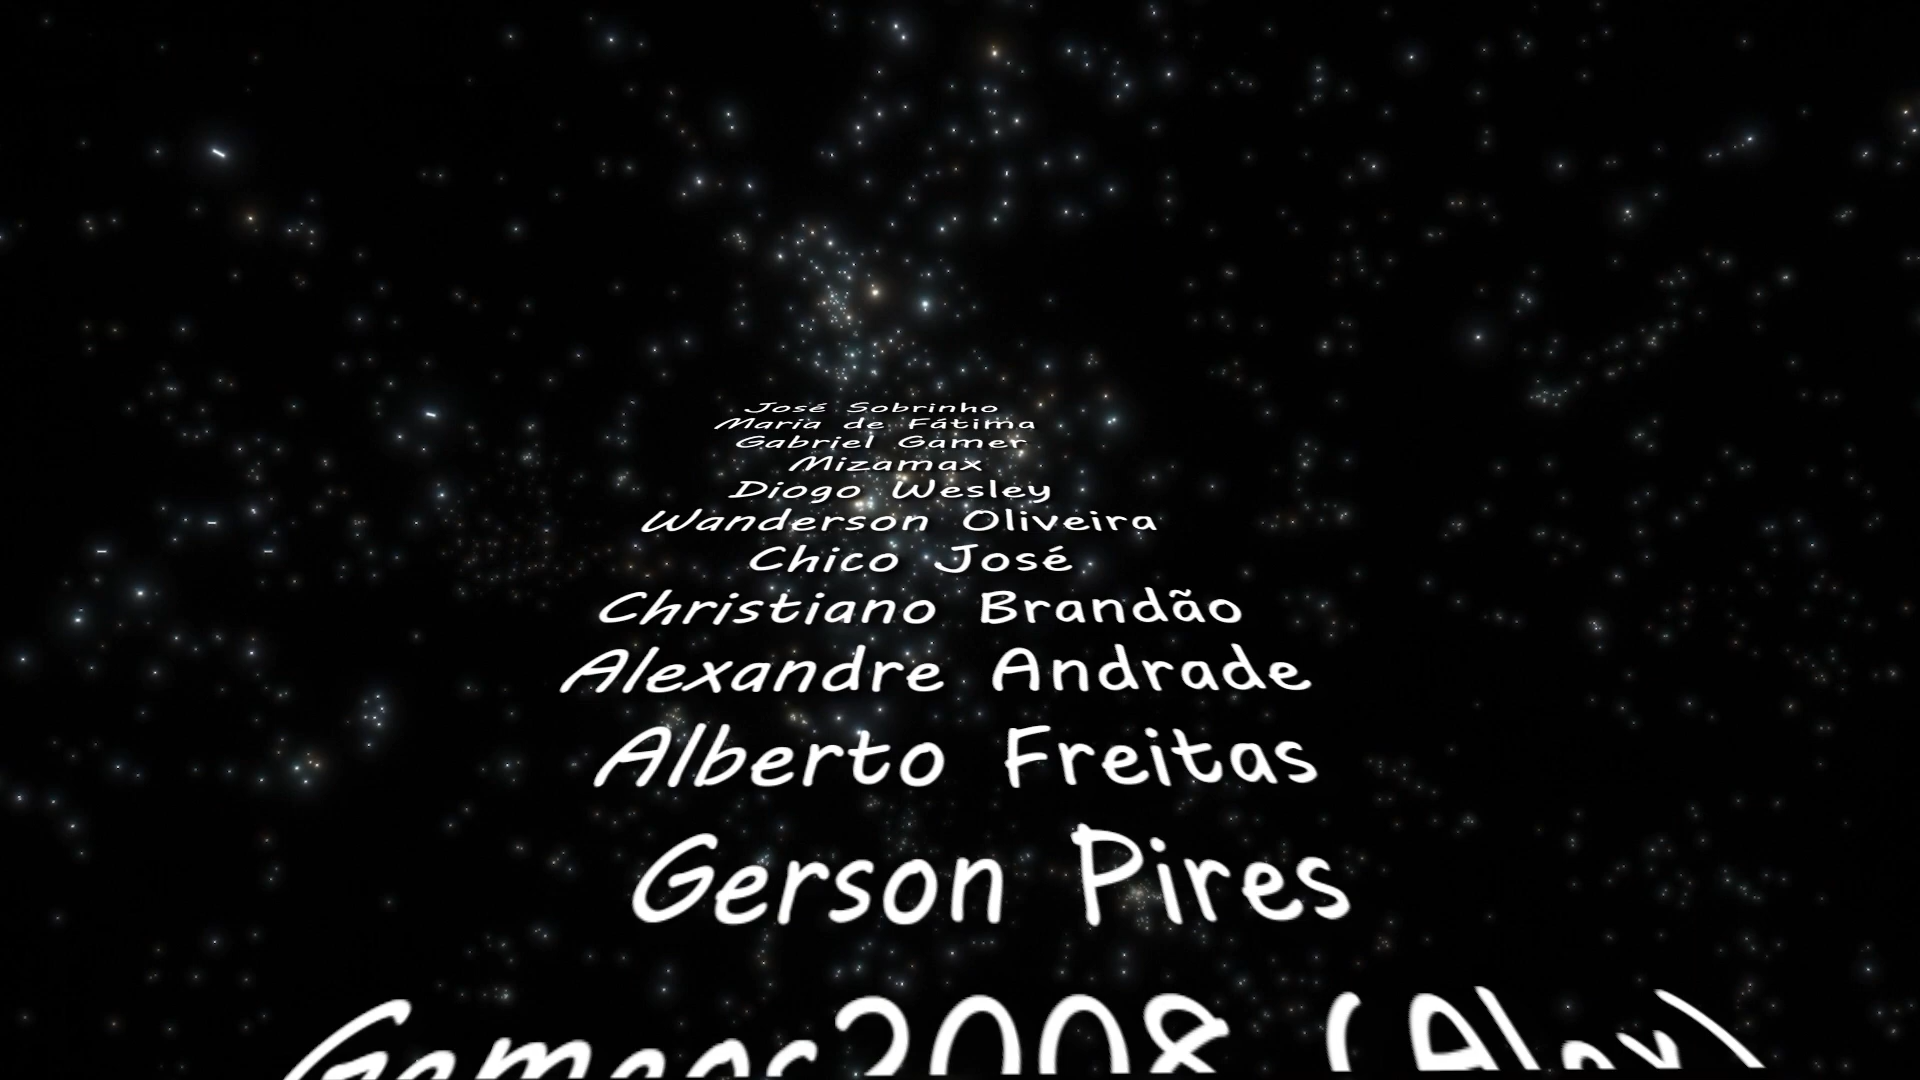 José Sobrinho
Maria de Fátima
Gabriel Gamer
Mizamax
Diogo Wesley
Wanderson Oliveira
Chico José
Christiano Brandão
Alexandre Andrade
Alberto Freitas
Gerson Pires
(Alex)